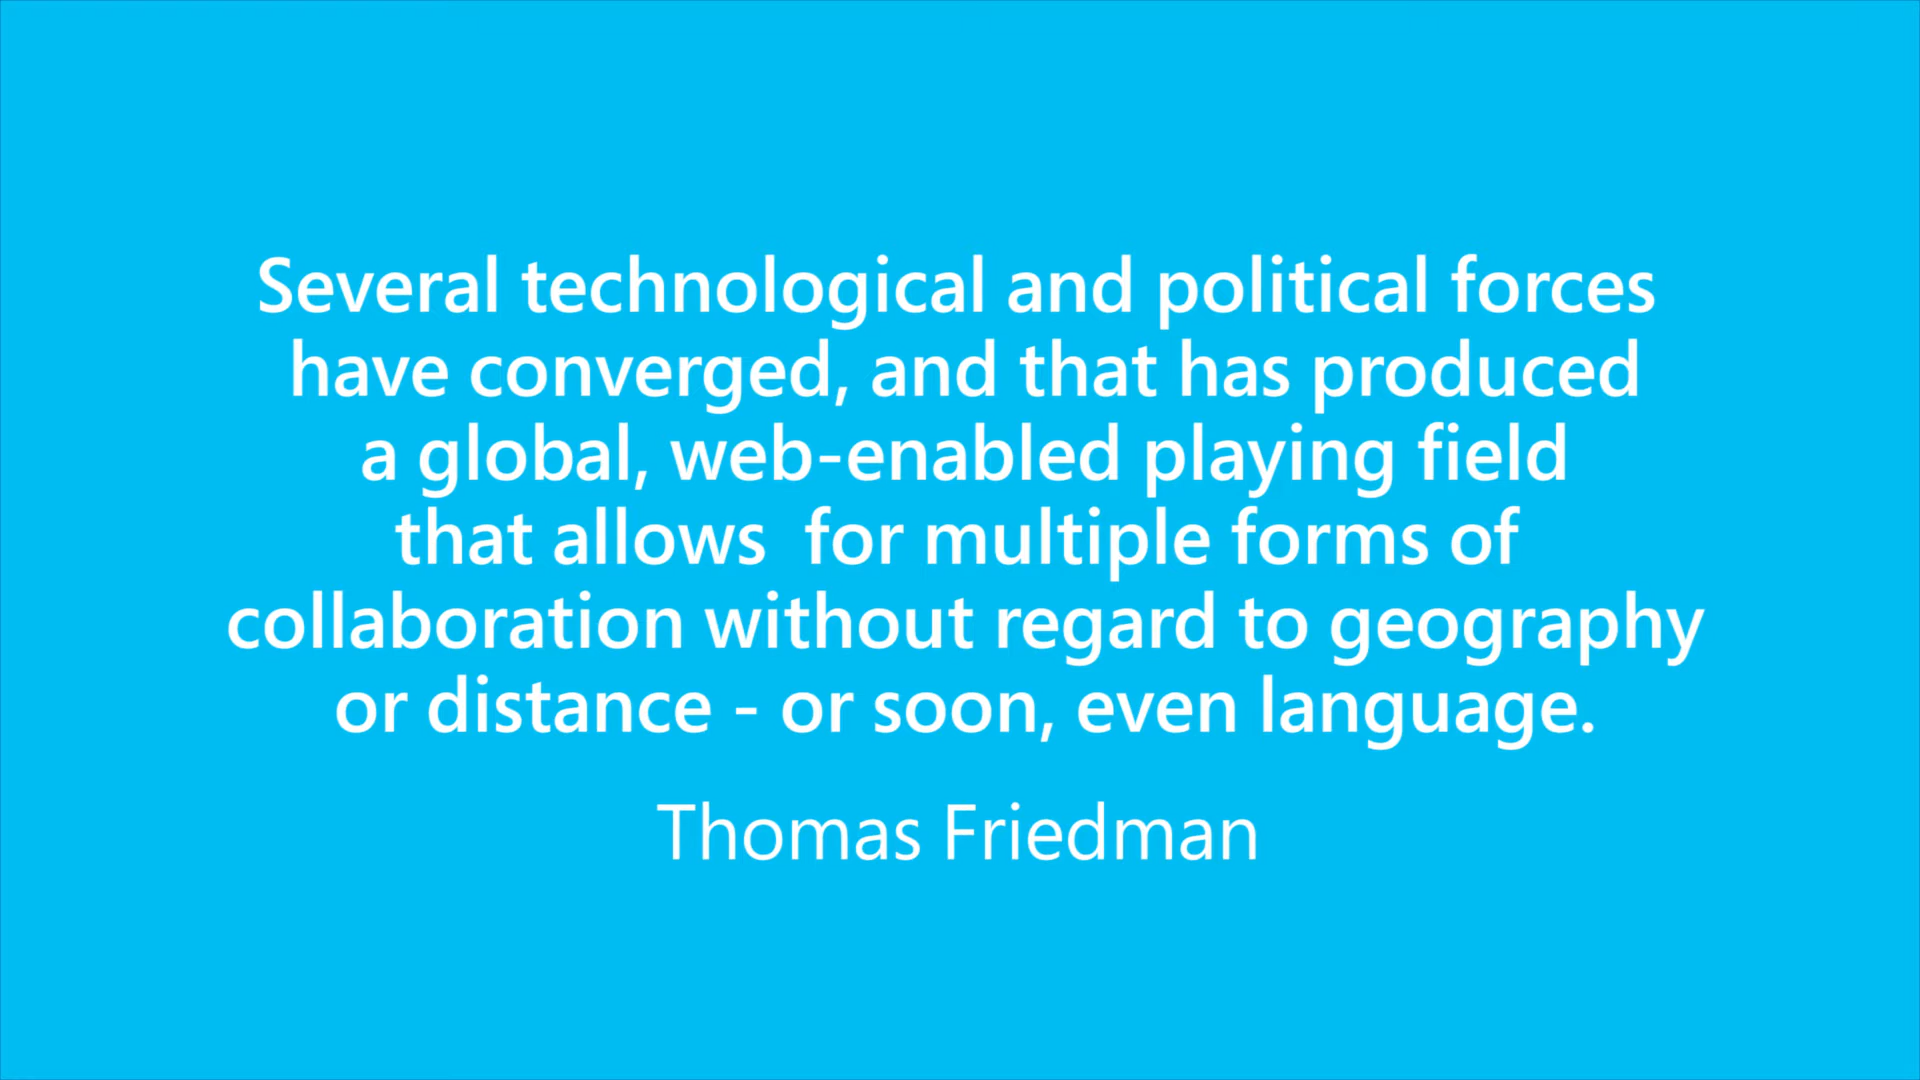 Several technological and political forces
have converged, and that has produced
a global, web-enabled playing field
that allows  for multiple forms of
collaboration without regard to geography
or distance - or soon, even language.
Thomas Friedman